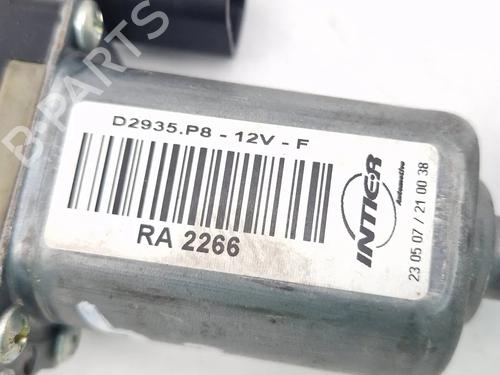 D2935.P8 - 12V - F
RA 2266
INTIER
Automotive
23 05 07 / 21 00 38
B-PARTS